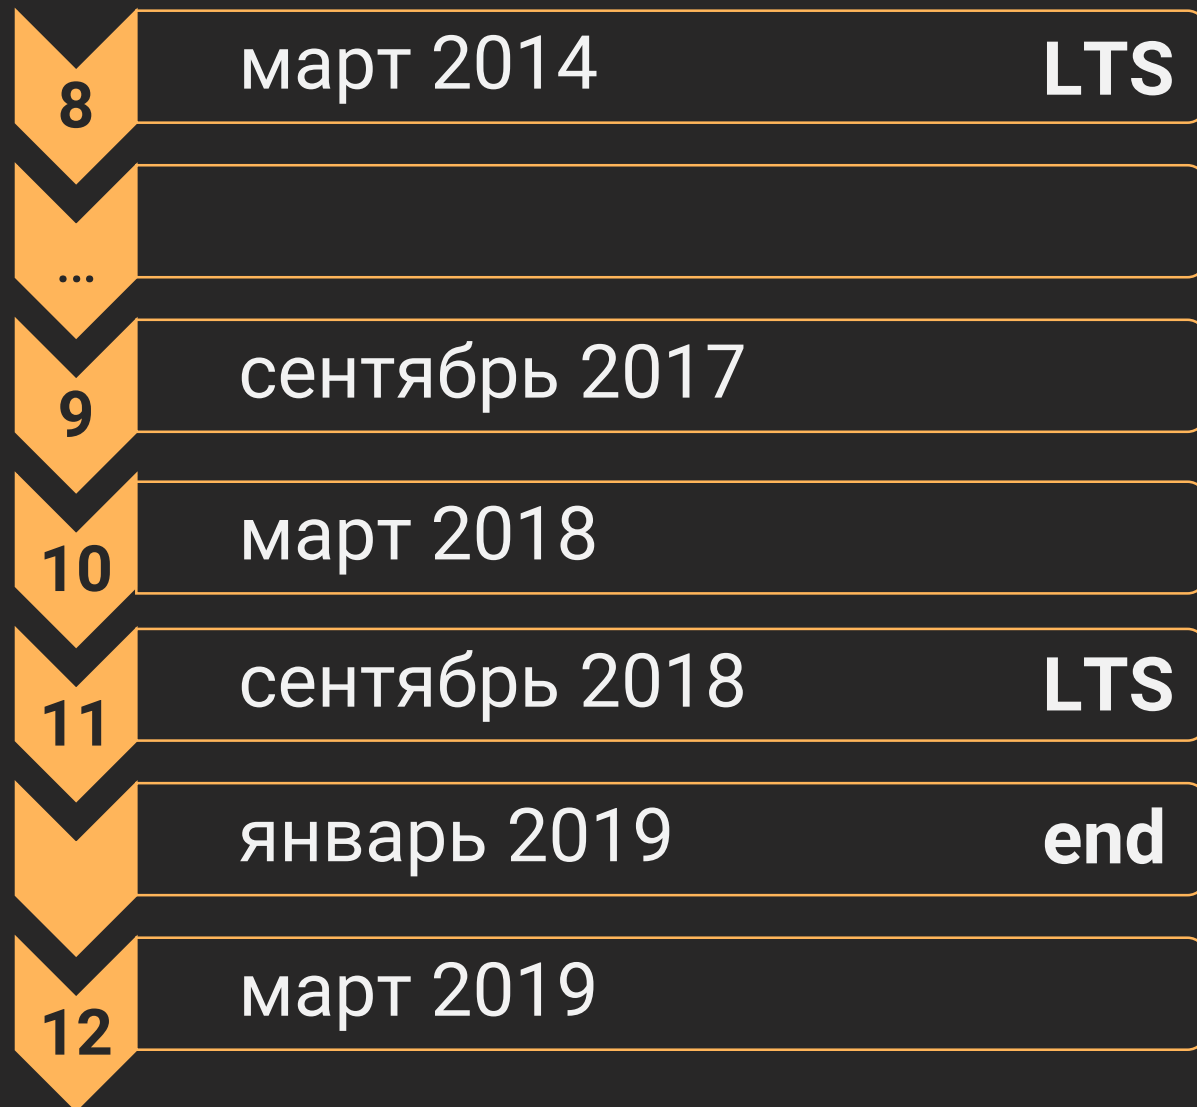 8 март 2014 LTS
...
9 сентябрь 2017
10 март 2018
11 сентябрь 2018 LTS
январь 2019 end
12 март 2019